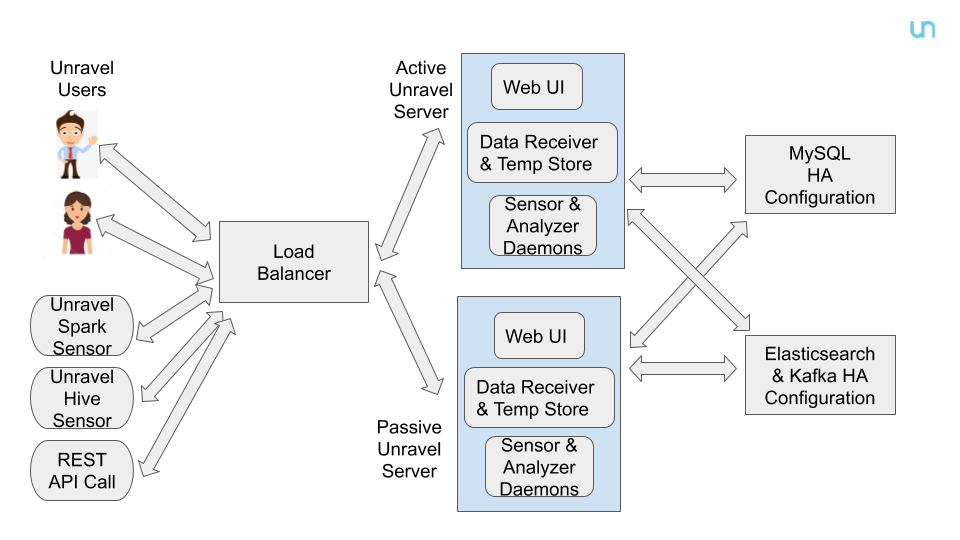 un
Unravel
Users
Unravel
Spark
Sensor
Unravel
Hive
Sensor
REST
API Call
Load
Balancer
Active
Unravel
Server
Web UI
Data Receiver
& Temp Store
Sensor &
Analyzer
Daemons
Passive
Unravel
Server
Web UI
Data Receiver
& Temp Store
Sensor &
Analyzer
Daemons
MySQL
HA
Configuration
Elasticsearch
& Kafka HA
Configuration